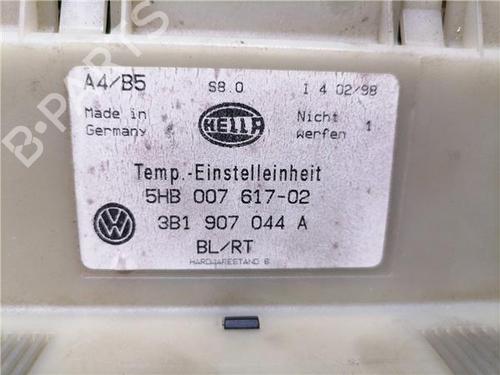 A4/B5 S8.0 I 4 02/98
Made in Germany
HELLA
Nicht werfen 1
Temp.-Einstelleinheit
5HB 007 617-02
3B1 907 044 A
BL/RT
HARDWARESTAND 6
B-PARTS